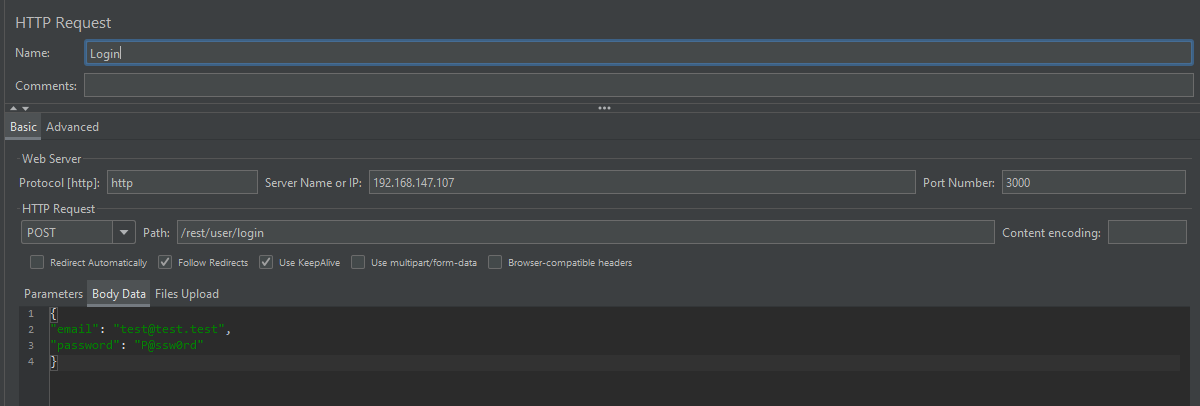 HTTP Request
Name: Login
Comments:
Basic Advanced
Web Server
Protocol [http]: http Server Name or IP: 192.168.147.107 Port Number: 3000
HTTP Request
POST Path: /rest/user/login Content encoding:
Redirect Automatically Follow Redirects Use KeepAlive Use multipart/form-data Browser-compatible headers
Parameters Body Data Files Upload
1 {
2 "email": "test@test.test",
3 "password": "P@ssw0rd"
4 }